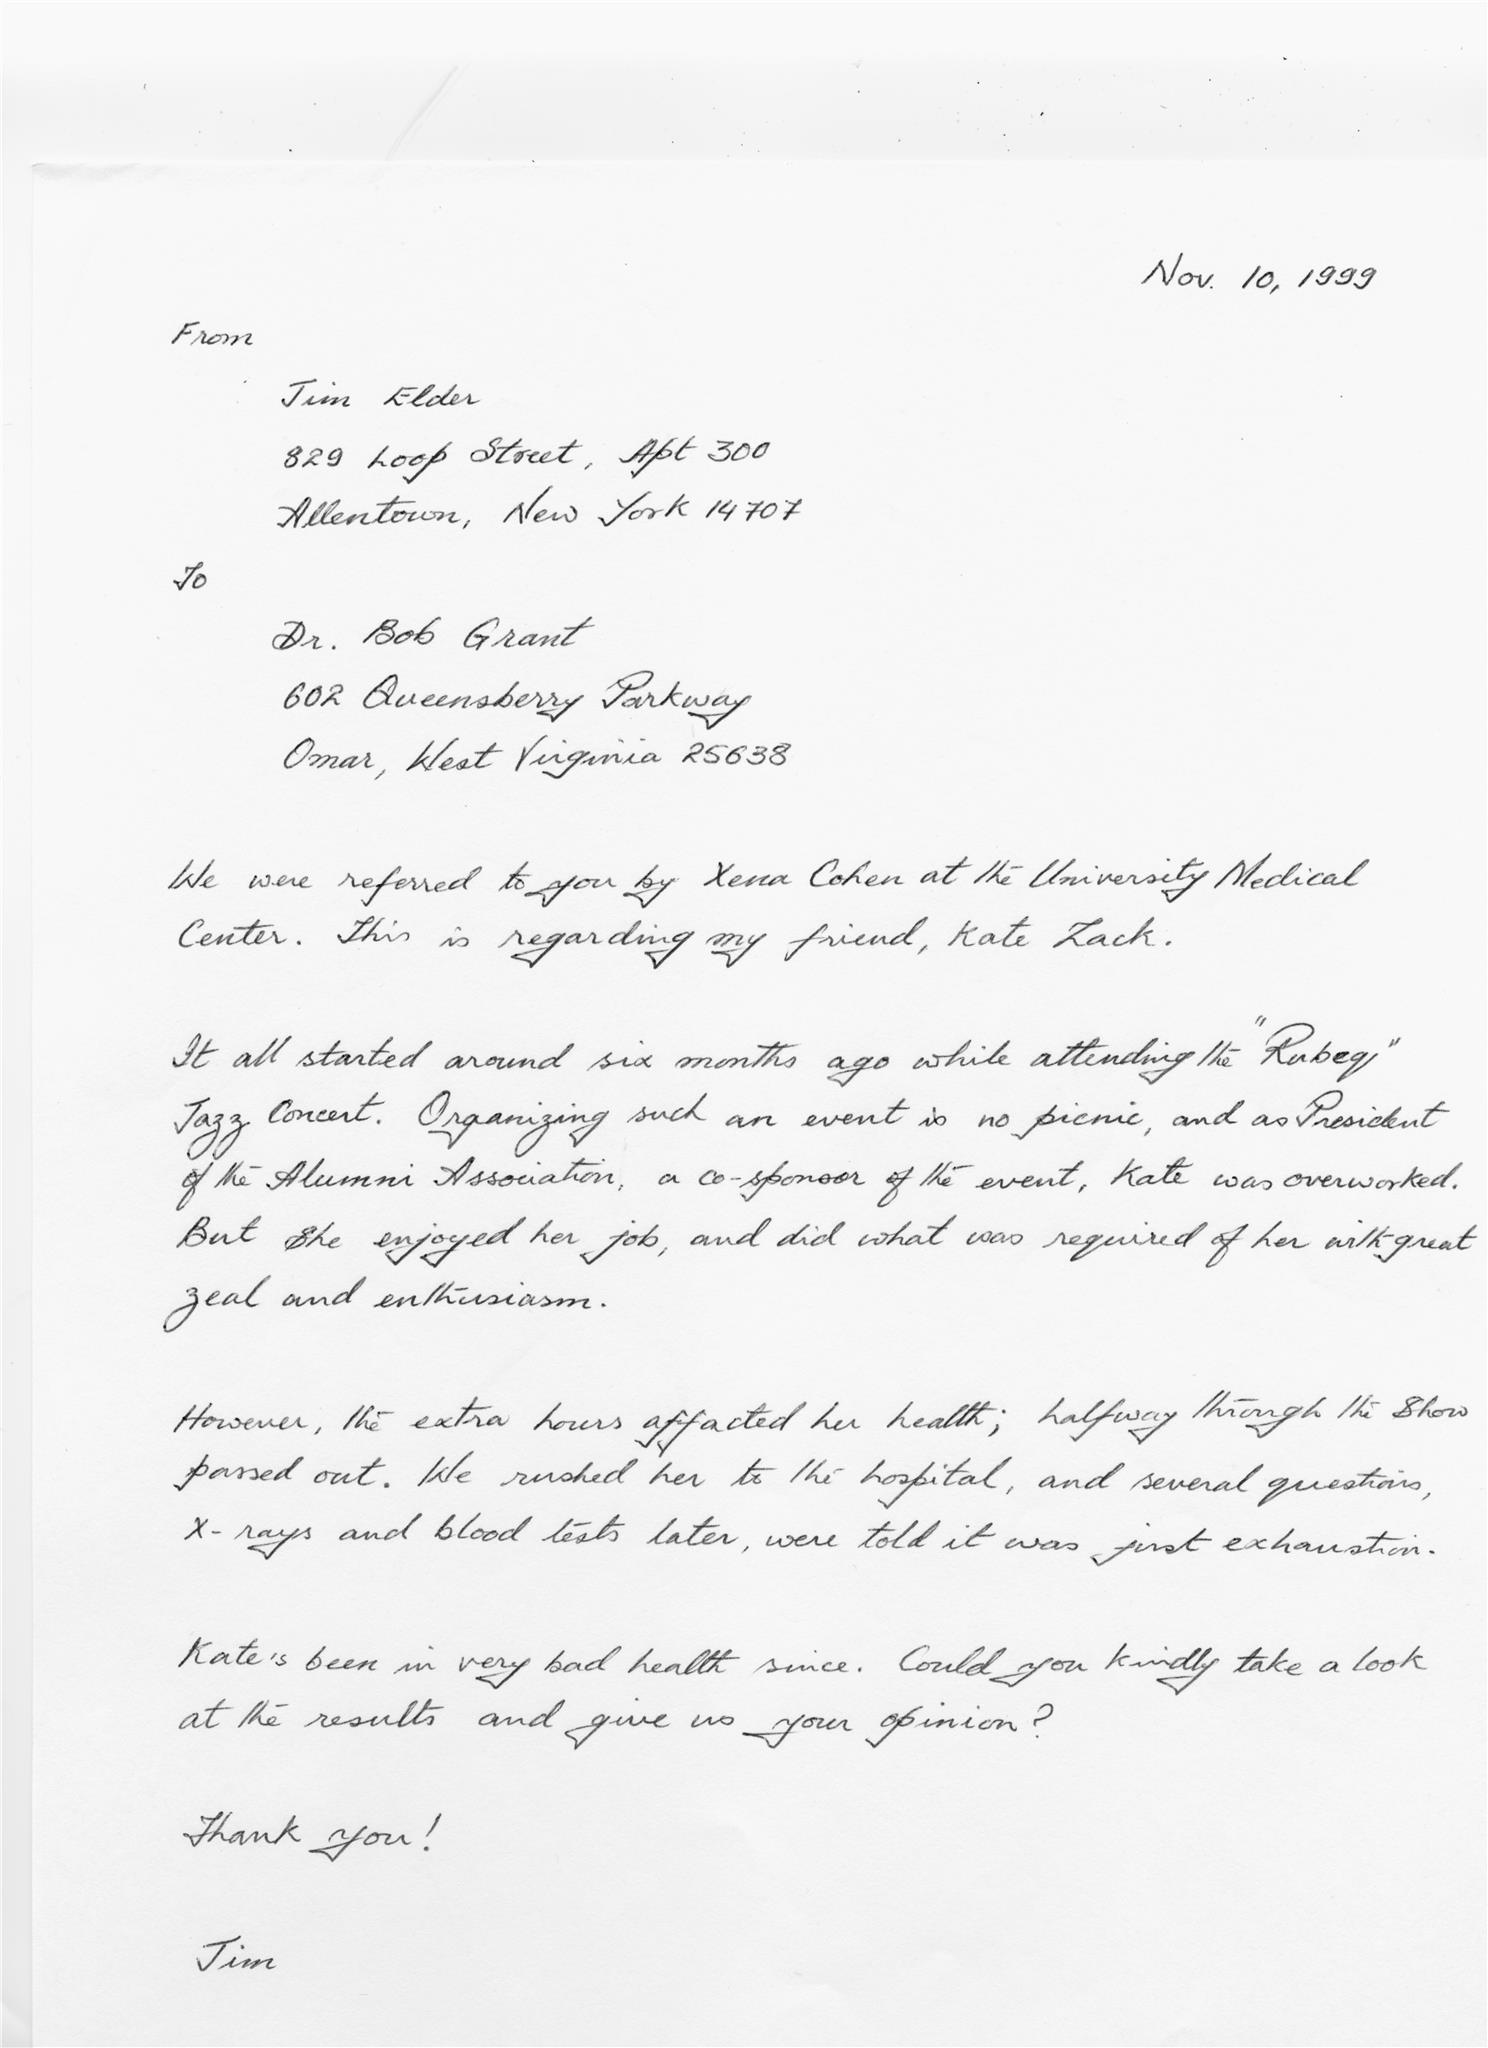 Nov. 10, 1999
From
Jim Elder
829 Loop Street, Apt 300
Allentown, New York 14707
To
Dr. Bob Grant
602 Queensberry Parkway
Omar, West Virginia 25638
We were referred to you by Xena Cohen at the University Medical
Center. This is regarding my friend, Kate Zack.
It all started around six months ago while attending the "Rubeq"
Jazz Concert. Organizing such an event is no picnic, and as President
of the Alumni Association, a co-sponsor of the event, Kate was overworked.
But she enjoyed her job, and did what was required of her with great
zeal and enthusiasm.
However, the extra hours affected her health; halfway through the show
passed out. We rushed her to the hospital, and several questions,
x-rays and blood tests later, were told it was just exhaustion.
Kate's been in very bad health since. Could you kindly take a look
at the results and give us your opinion?
Thank you!
Jim